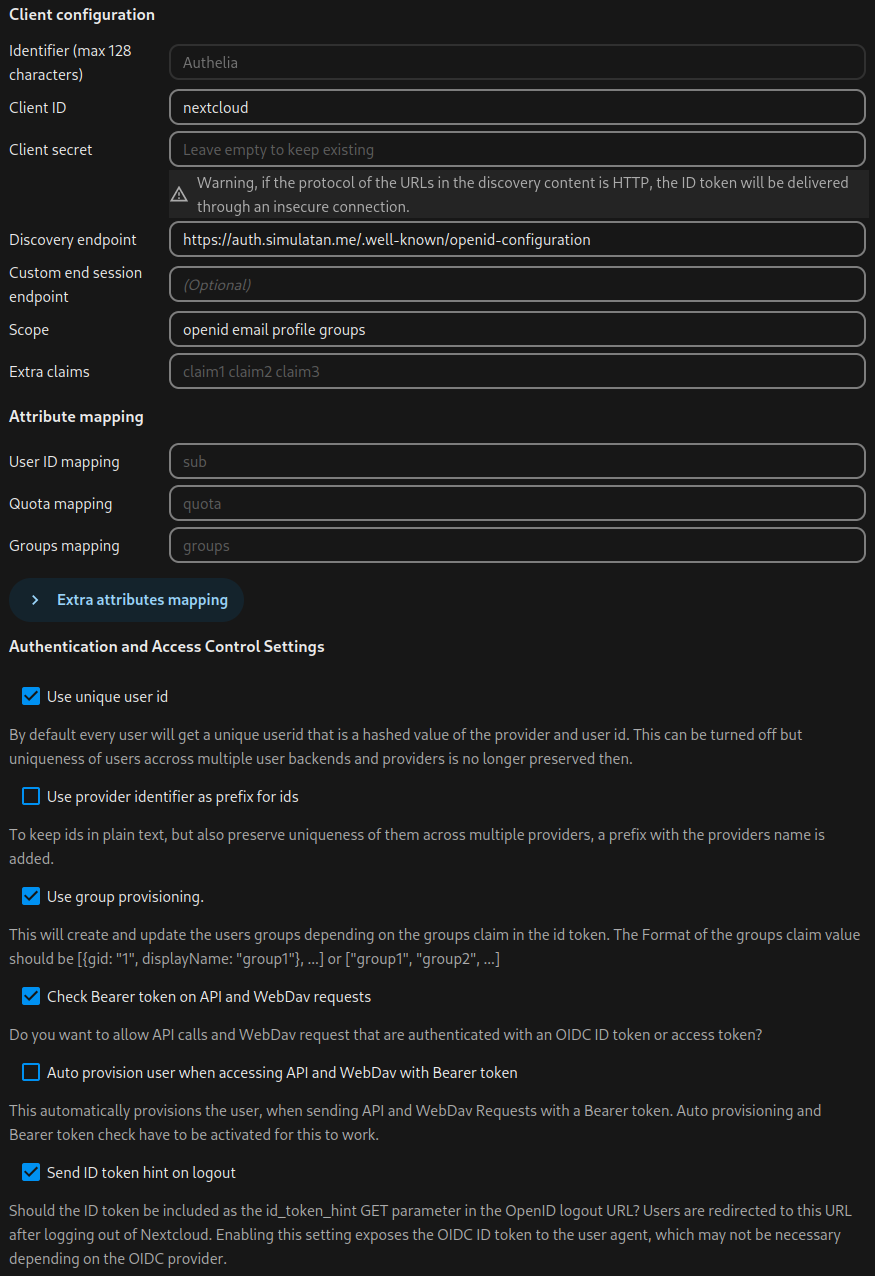 Client configuration
Identifier (max 128
characters)
Authelia
Client ID
nextcloud
Client secret
Leave empty to keep existing
Warning, if the protocol of the URLs in the discovery content is HTTP, the ID token will be delivered
through an insecure connection.
Discovery endpoint
https://auth.simulatan.me/.well-known/openid-configuration
Custom end session
endpoint
(Optional)
Scope
openid email profile groups
Extra claims
claim1 claim2 claim3
Attribute mapping
User ID mapping
sub
Quota mapping
quota
Groups mapping
groups
Extra attributes mapping
Authentication and Access Control Settings
Use unique user id
By default every user will get a unique userid that is a hashed value of the provider and user id. This can be turned off but
uniqueness of users accross multiple user backends and providers is no longer preserved then.
Use provider identifier as prefix for ids
To keep ids in plain text, but also preserve uniqueness of them across multiple providers, a prefix with the providers name is
added.
Use group provisioning.
This will create and update the users groups depending on the groups claim in the id token. The Format of the groups claim value
should be [{gid: "1", displayName: "group1"}, ...] or ["group1", "group2", ...]
Check Bearer token on API and WebDav requests
Do you want to allow API calls and WebDav request that are authenticated with an OIDC ID token or access token?
Auto provision user when accessing API and WebDav with Bearer token
This automatically provisions the user, when sending API and WebDav Requests with a Bearer token. Auto provisioning and
Bearer token check have to be activated for this to work.
Send ID token hint on logout
Should the ID token be included as the id_token_hint GET parameter in the OpenID logout URL? Users are redirected to this URL
after logging out of Nextcloud. Enabling this setting exposes the OIDC ID token to the user agent, which may not be necessary
depending on the OIDC provider.